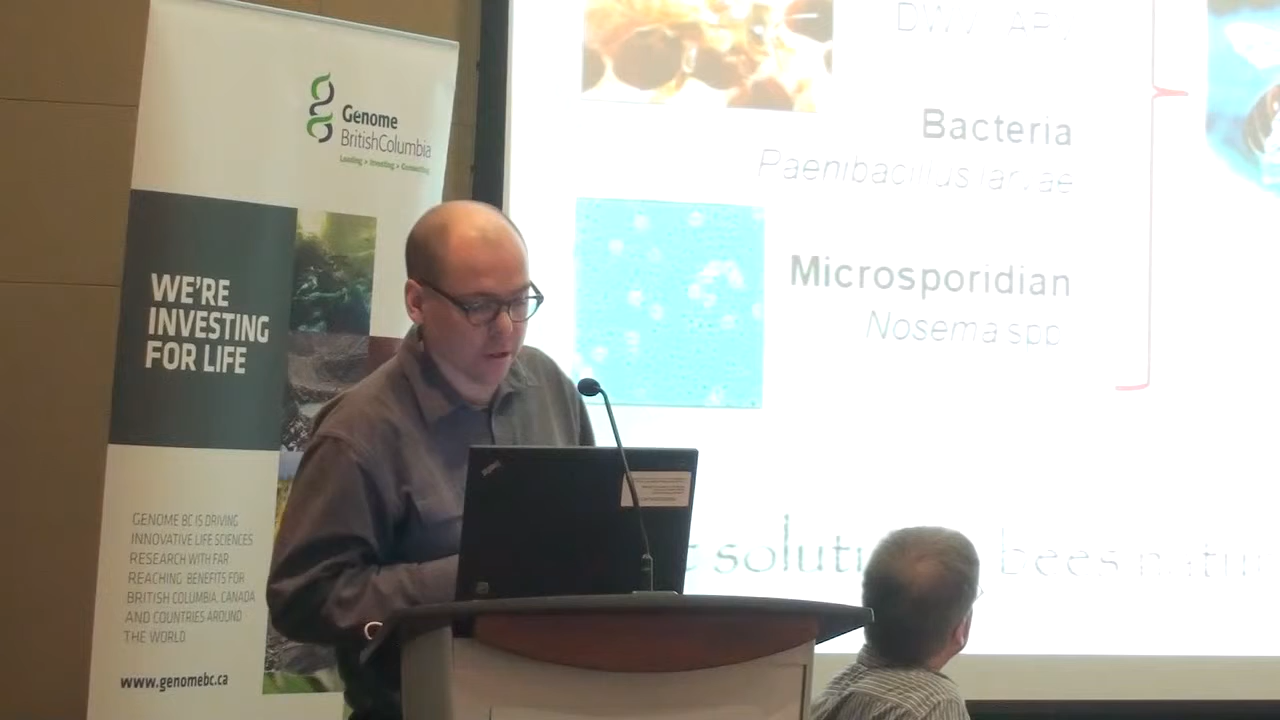 Genome
BritishColumbia
Leading • Investing • Connecting
WE'RE
INVESTING
FOR LIFE
GENOME BC IS DRIVING
INNOVATIVE LIFE SCIENCES
RESEARCH WITH FAR
REACHING BENEFITS FOR
BRITISH COLUMBIA, CANADA
AND COUNTRIES AROUND
THE WORLD
www.genomebc.ca
Bacteria
Paenibacillus larvae
Microsporidian
Nosema spp
bees